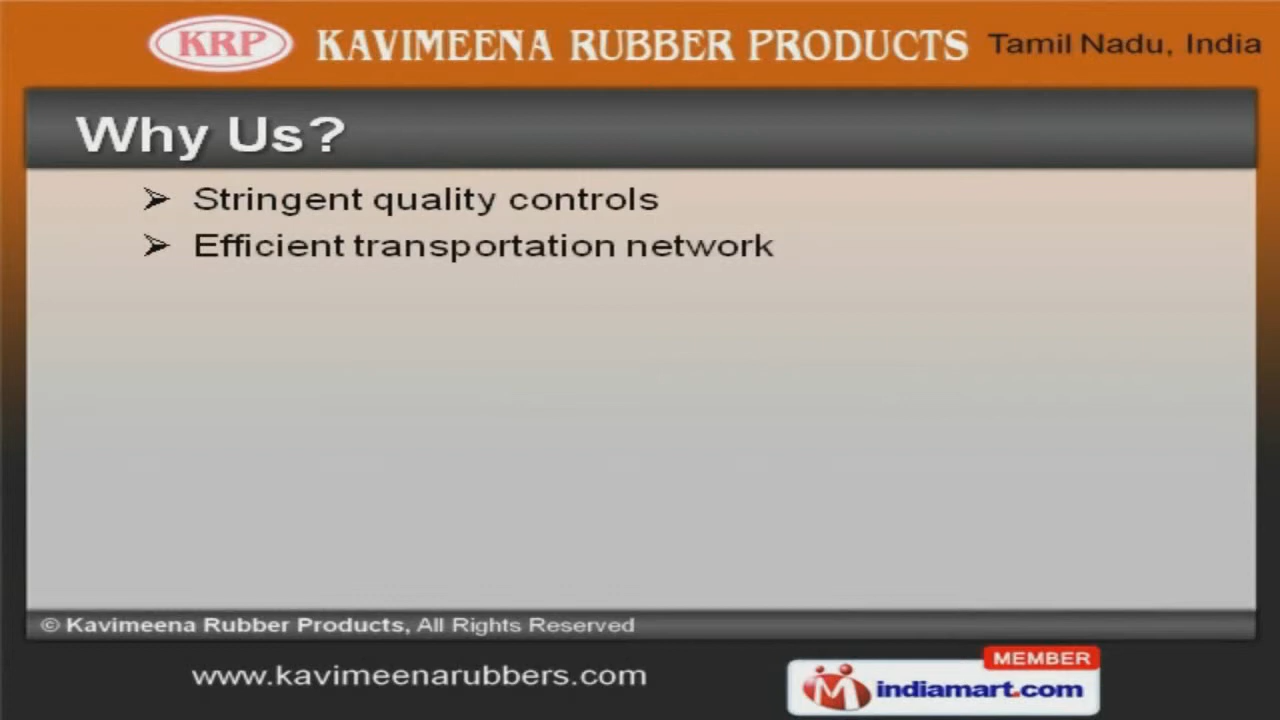 KRP KAVIMEENA RUBBER PRODUCTS Tamil Nadu, India
Why Us?
➢ Stringent quality controls
➢ Efficient transportation network
© Kavimeena Rubber Products, All Rights Reserved
www.kavimeenarubbers.com
MEMBER
indiamart.com